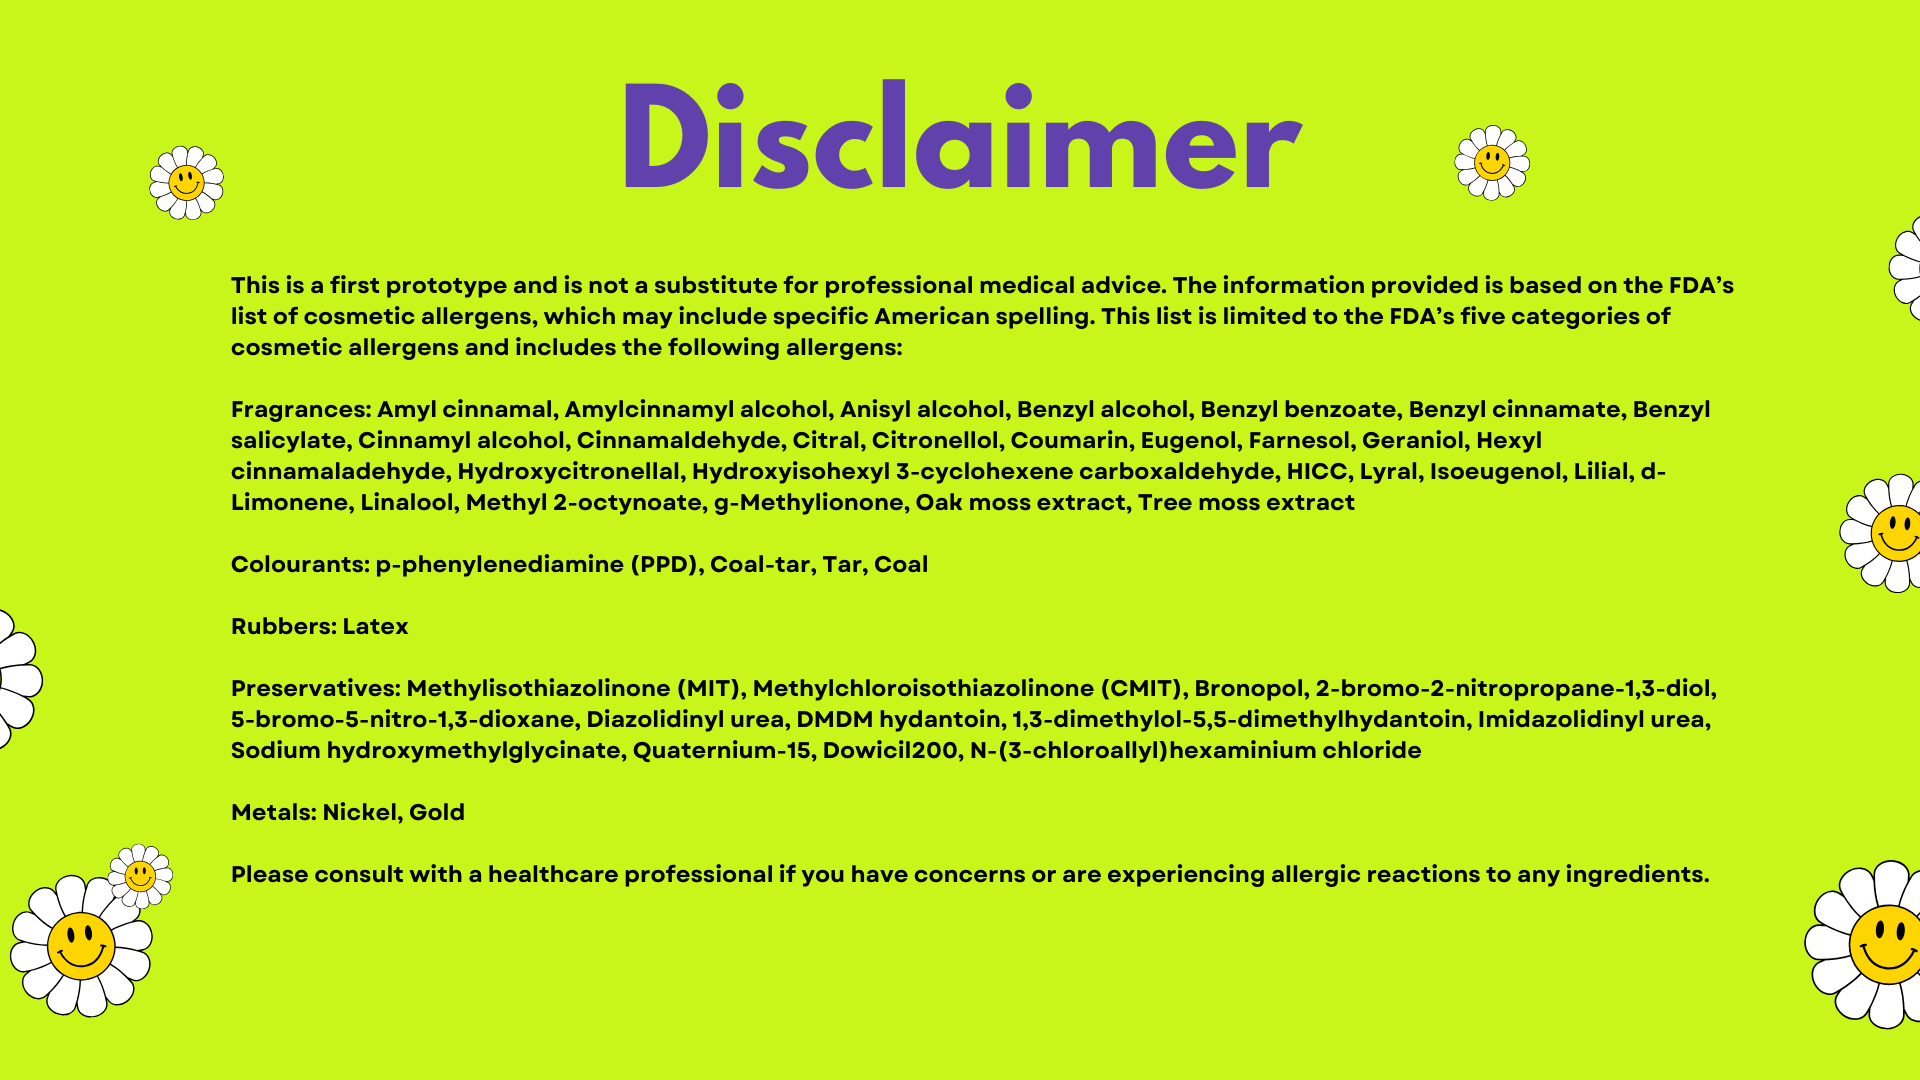 Disclaimer
This is a first prototype and is not a substitute for professional medical advice. The information provided is based on the FDA’s
list of cosmetic allergens, which may include specific American spelling. This list is limited to the FDA’s five categories of
cosmetic allergens and includes the following allergens:
Fragrances: Amyl cinnamal, Amylcinnamyl alcohol, Anisyl alcohol, Benzyl alcohol, Benzyl benzoate, Benzyl cinnamate, Benzyl
salicylate, Cinnamyl alcohol, Cinnamaldehyde, Citral, Citronellol, Coumarin, Eugenol, Farnesol, Geraniol, Hexyl
cinnamaladehyde, Hydroxycitronellal, Hydroxyisohexyl 3-cyclohexene carboxaldehyde, HICC, Lyral, Isoeugenol, Lilial, d-
Limonene, Linalool, Methyl 2-octynoate, g-Methylionone, Oak moss extract, Tree moss extract
Colourants: p-phenylenediamine (PPD), Coal-tar, Tar, Coal
Rubbers: Latex
Preservatives: Methylisothiazolinone (MIT), Methylchloroisothiazolinone (CMIT), Bronopol, 2-bromo-2-nitropropane-1,3-diol,
5-bromo-5-nitro-1,3-dioxane, Diazolidinyl urea, DMDM hydantoin, 1,3-dimethylol-5,5-dimethylhydantoin, Imidazolidinyl urea,
Sodium hydroxymethylglycinate, Quaternium-15, Dowicil200, N-(3-chloroallyl)hexaminium chloride
Metals: Nickel, Gold
Please consult with a healthcare professional if you have concerns or are experiencing allergic reactions to any ingredients.